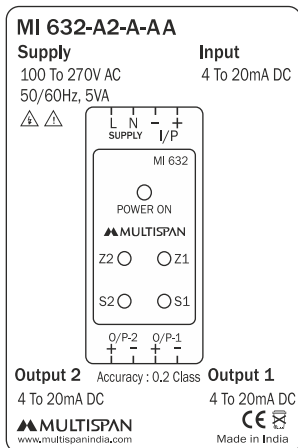 MI 632-A2-A-AA
Supply Input
100 To 270V AC 4 To 20mA DC
50/60Hz, 5VA
L N - +
SUPPLY I/P
MI 632
POWER ON
MULTISPAN
Z2 Z1
S2 S1
O/P-2 O/P-1
+ - + -
Output 2 Accuracy : 0.2 Class Output 1
4 To 20mA DC 4 To 20mA DC
MULTISPAN CE
www.multispanindia.com Made in India